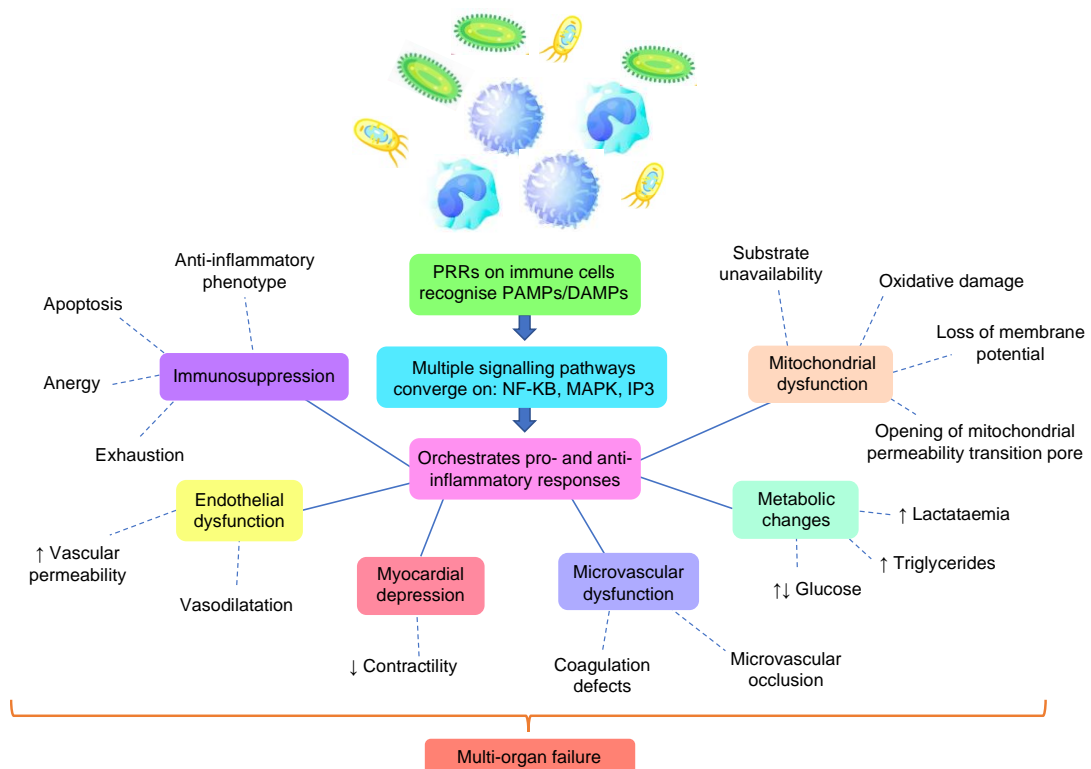 PRRs on immune cells
recognise PAMPs/DAMPs
Multiple signalling pathways
converge on: NF-KB, MAPK, IP3
Orchestrates pro- and anti-
inflammatory responses
Anti-inflammatory
phenotype
Apoptosis
Anergy
Exhaustion
Immunosuppression
Substrate
unavailability
Oxidative damage
Loss of membrane
potential
Opening of mitochondrial
permeability transition pore
Mitochondrial
dysfunction
Endothelial
dysfunction
↑ Vascular
permeability
Vasodilatation
Myocardial
depression
↓ Contractility
Microvascular
dysfunction
Coagulation
defects
Microvascular
occlusion
Metabolic
changes
↑ Lactataemia
↑ Triglycerides
↑↓ Glucose
Multi-organ failure